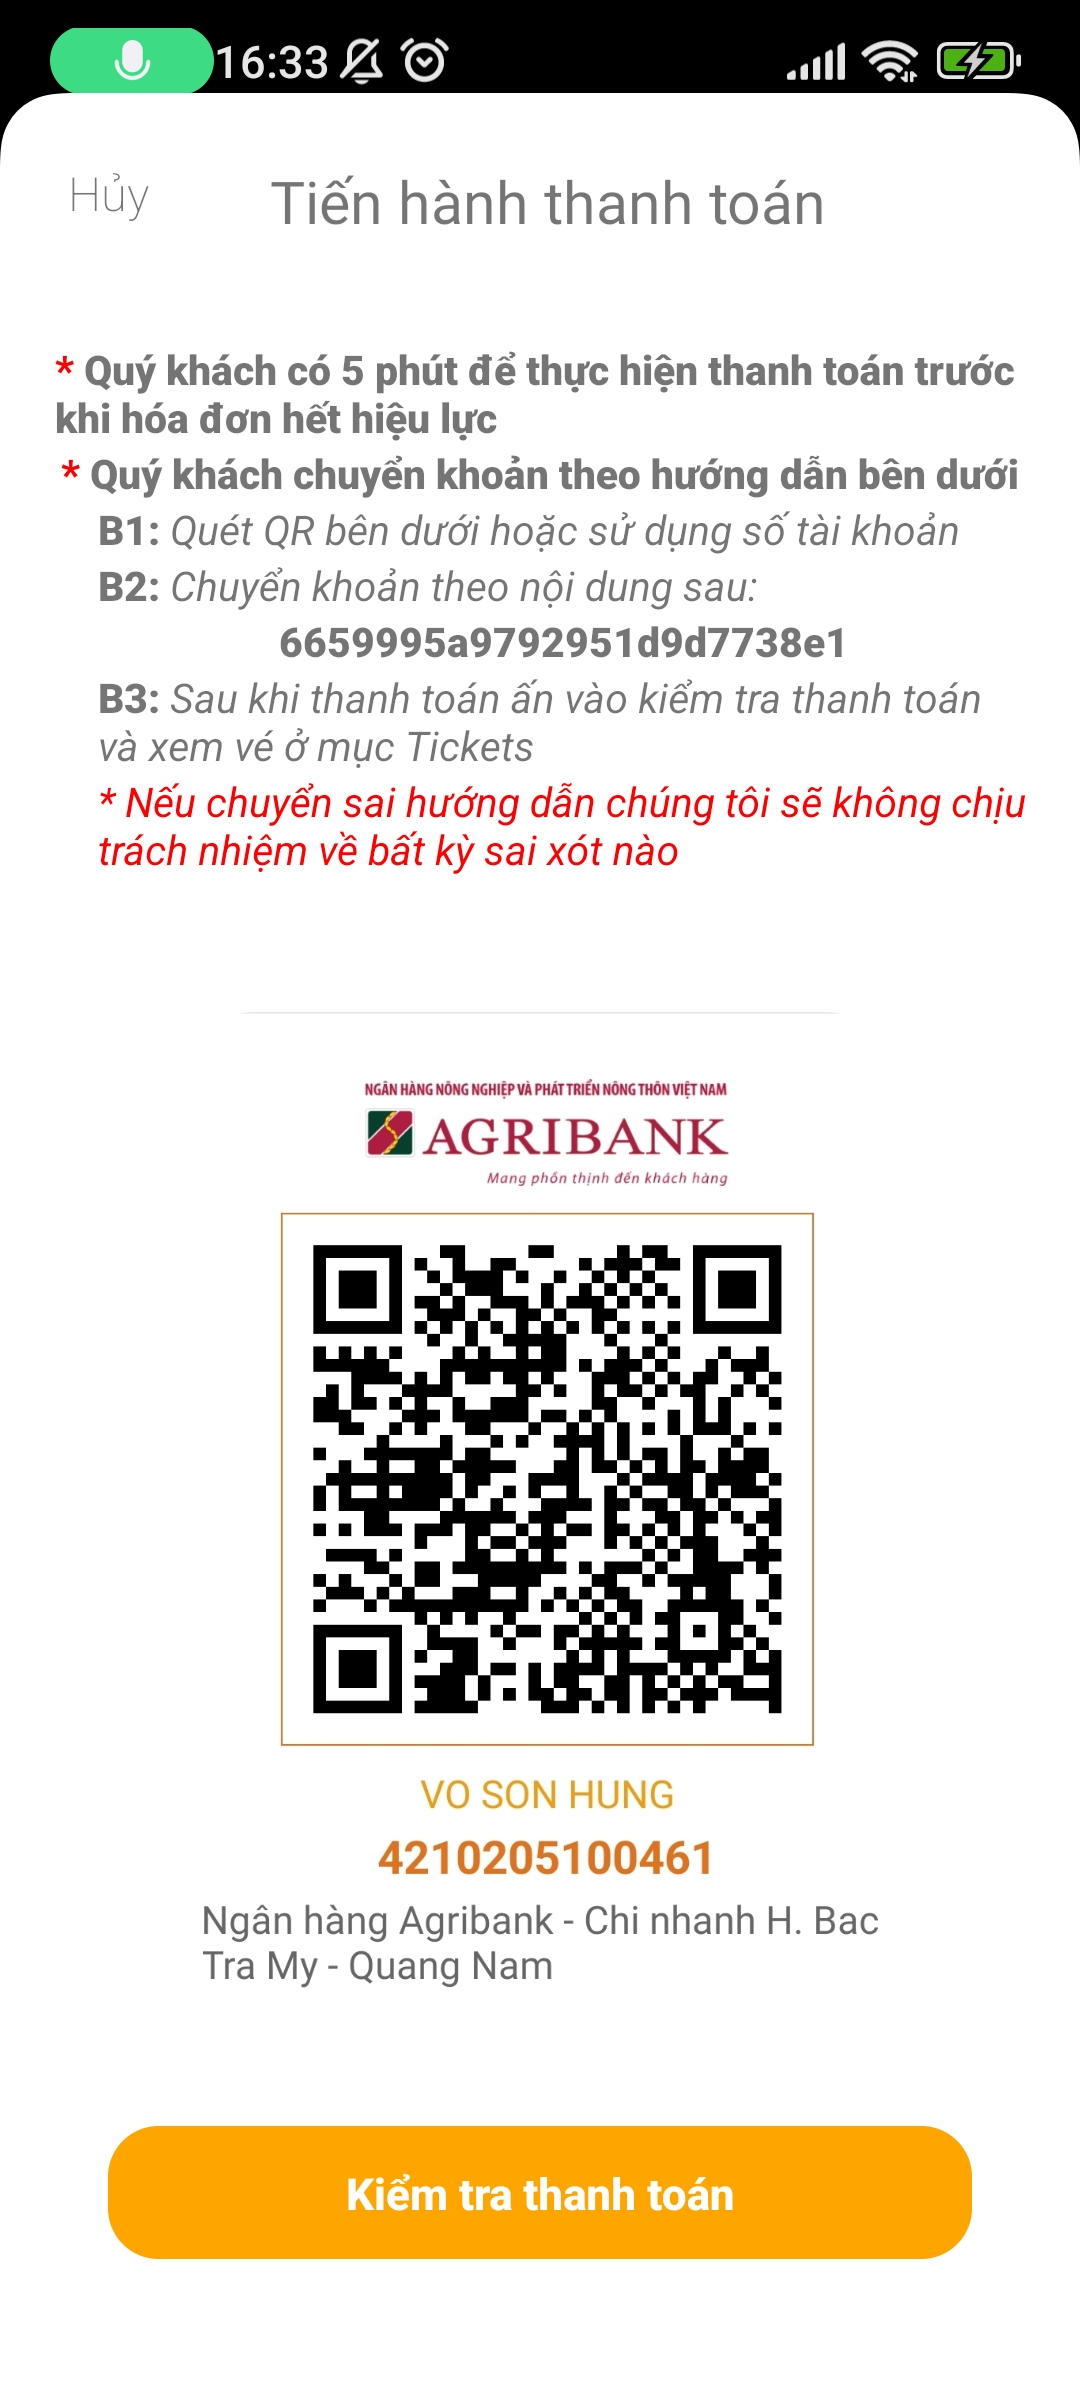 16:33
Hủy
Tiến hành thanh toán
* Quý khách có 5 phút để thực hiện thanh toán trước
khi hóa đơn hết hiệu lực
* Quý khách chuyển khoản theo hướng dẫn bên dưới
B1: Quét QR bên dưới hoặc sử dụng số tài khoản
B2: Chuyển khoản theo nội dung sau:
6659995a9792951d9d7738e1
B3: Sau khi thanh toán ấn vào kiểm tra thanh toán
và xem vé ở mục Tickets
* Nếu chuyển sai hướng dẫn chúng tôi sẽ không chịu
trách nhiệm về bất kỳ sai xót nào
NGÂN HÀNG NÔNG NGHIỆP VÀ PHÁT TRIỂN NÔNG THÔN VIỆT NAM
AGRIBANK
Mang phồn thịnh đến khách hàng
VO SON HUNG
4210205100461
Ngân hàng Agribank - Chi nhanh H. Bac
Tra My - Quang Nam
Kiểm tra thanh toán